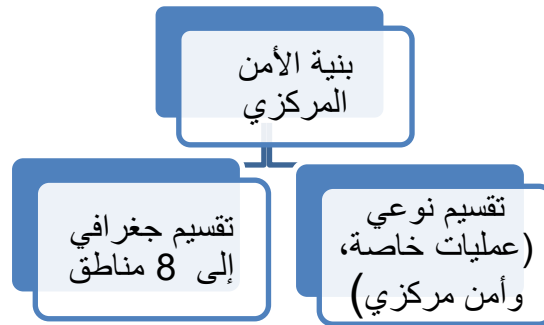 بنية الأمن
المركزي
تقسيم نوعي
(عمليات خاصة،
وأمن مركزي)
تقسيم جغرافي
إلى 8 مناطق